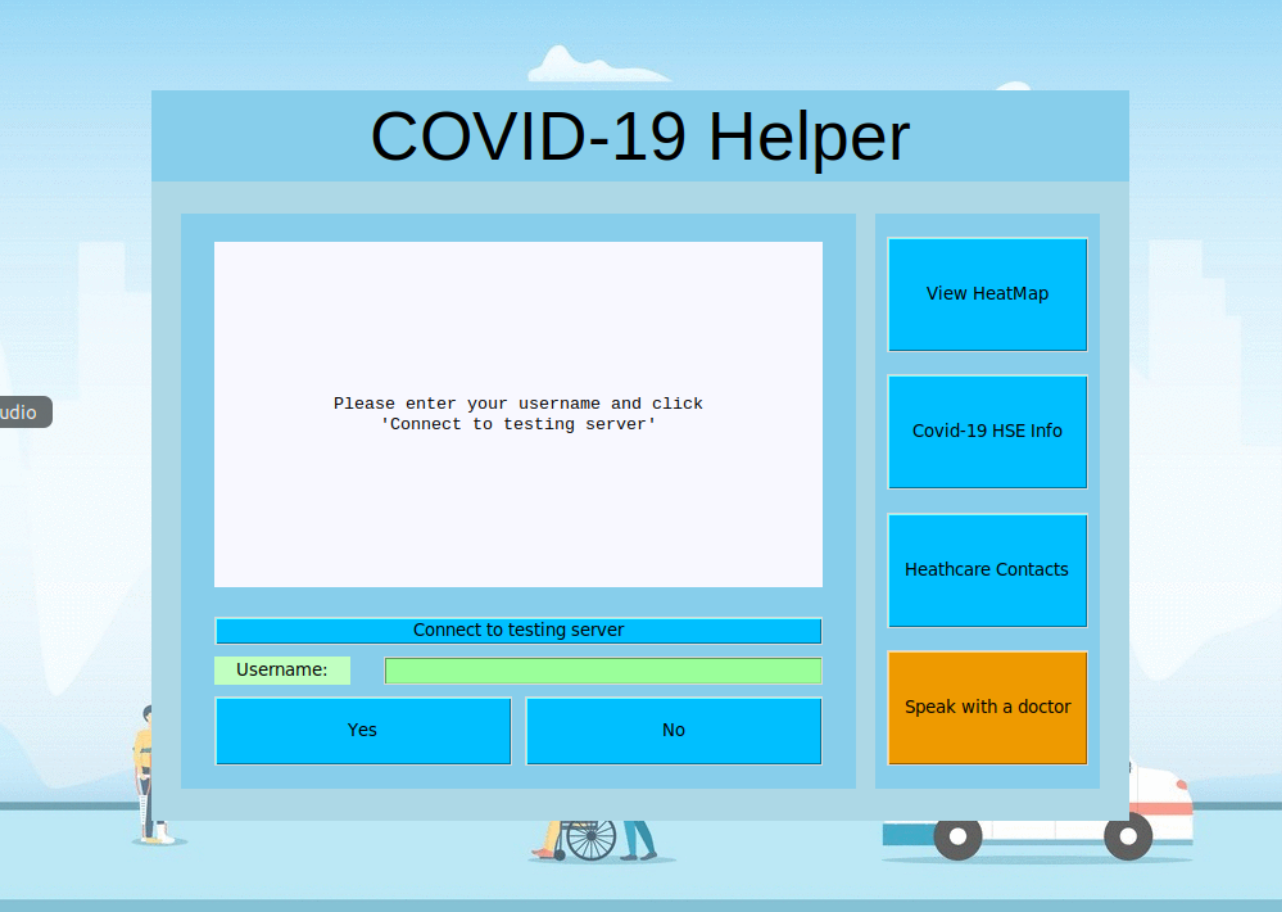 COVID-19 Helper
Please enter your username and click
'Connect to testing server'
Connect to testing server
Username:
Yes
No
View HeatMap
Covid-19 HSE Info
Heathcare Contacts
Speak with a doctor
udio